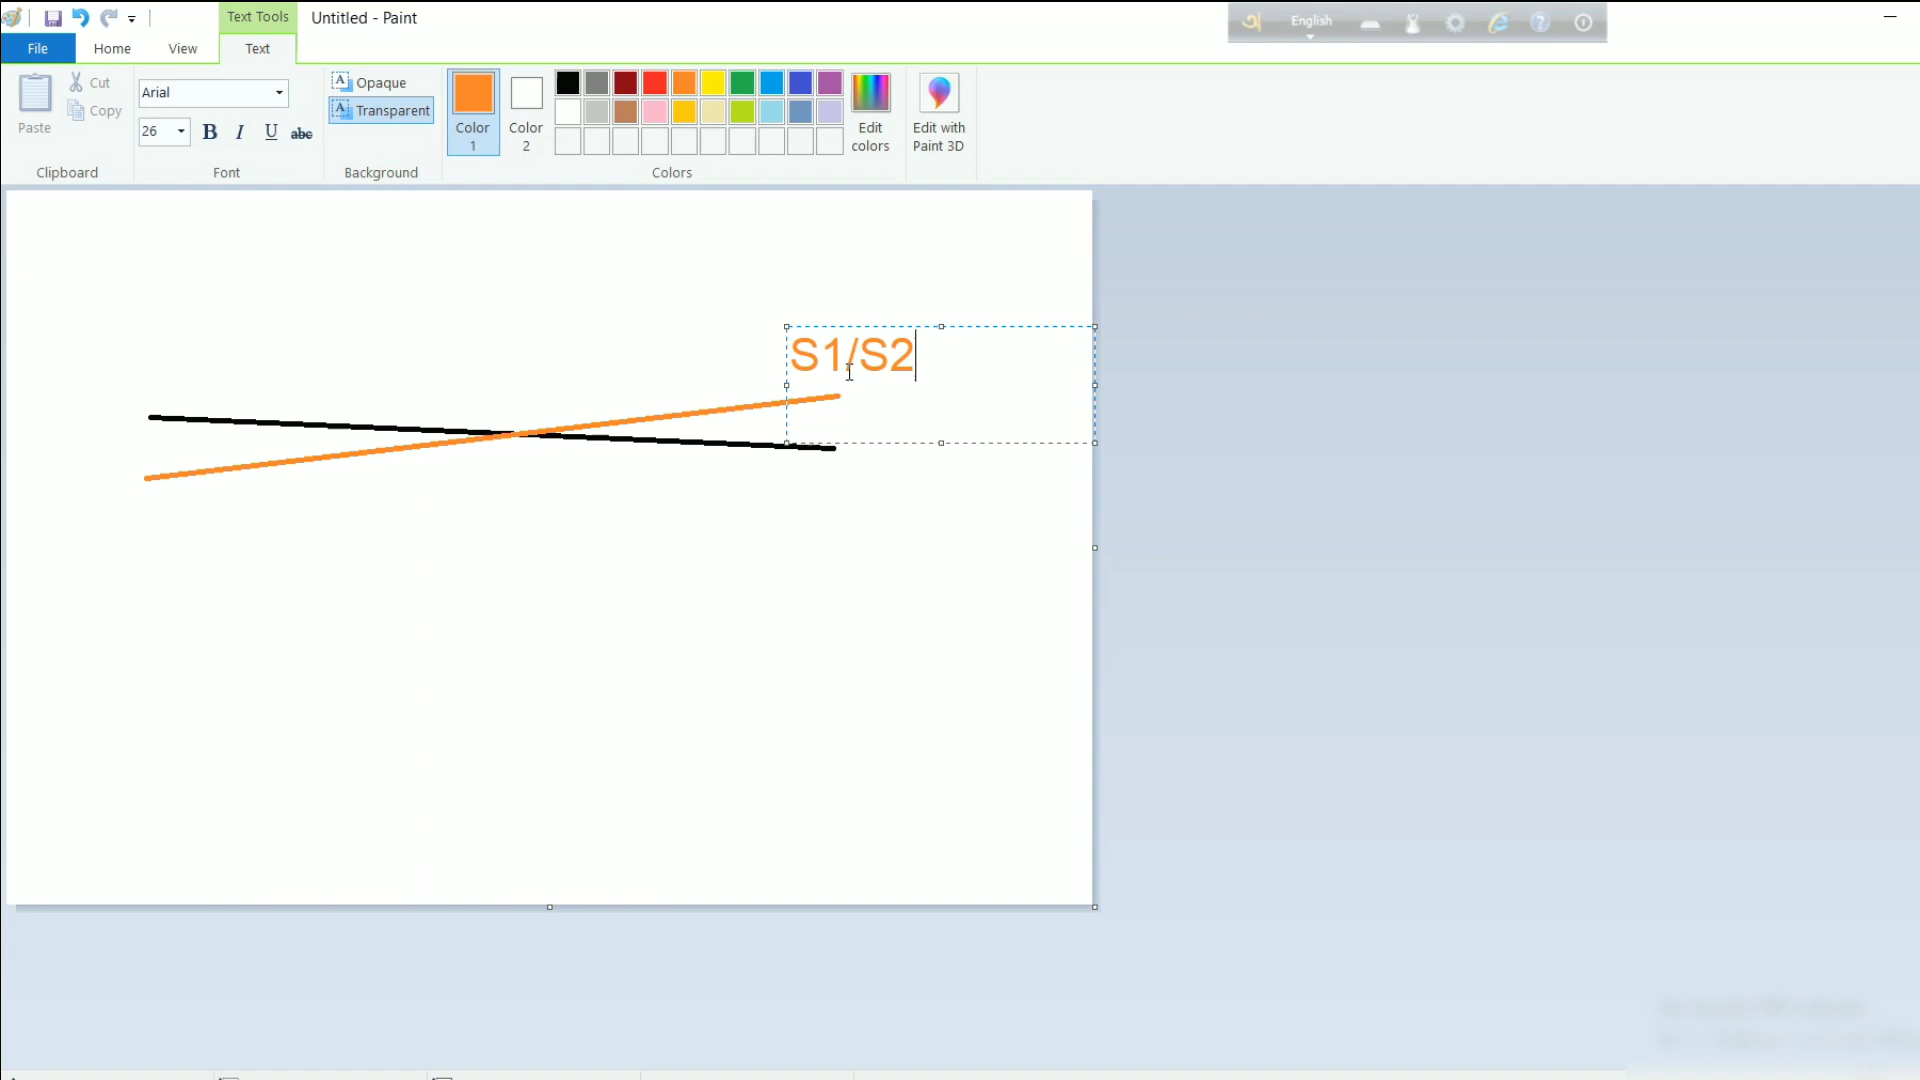 Text Tools
Untitled - Paint
English
File
Home
View
Text
Paste
Cut
Copy
Arial
26
B
I
U
abc
Opaque
Transparent
Color
1
Color
2
Edit
colors
Edit with
Paint 3D
Clipboard
Font
Background
Colors
S1/S2